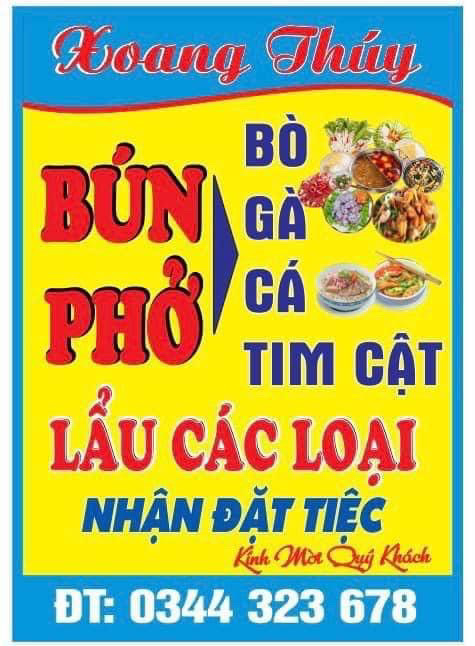 Xoang Thúy
BÚN
PHỞ
BÒ
GÀ
CÁ
TIM CẬT
LẨU CÁC LOẠI
NHẬN ĐẶT TIỆC
Kính Mời Quý Khách
ĐT: 0344 323 678